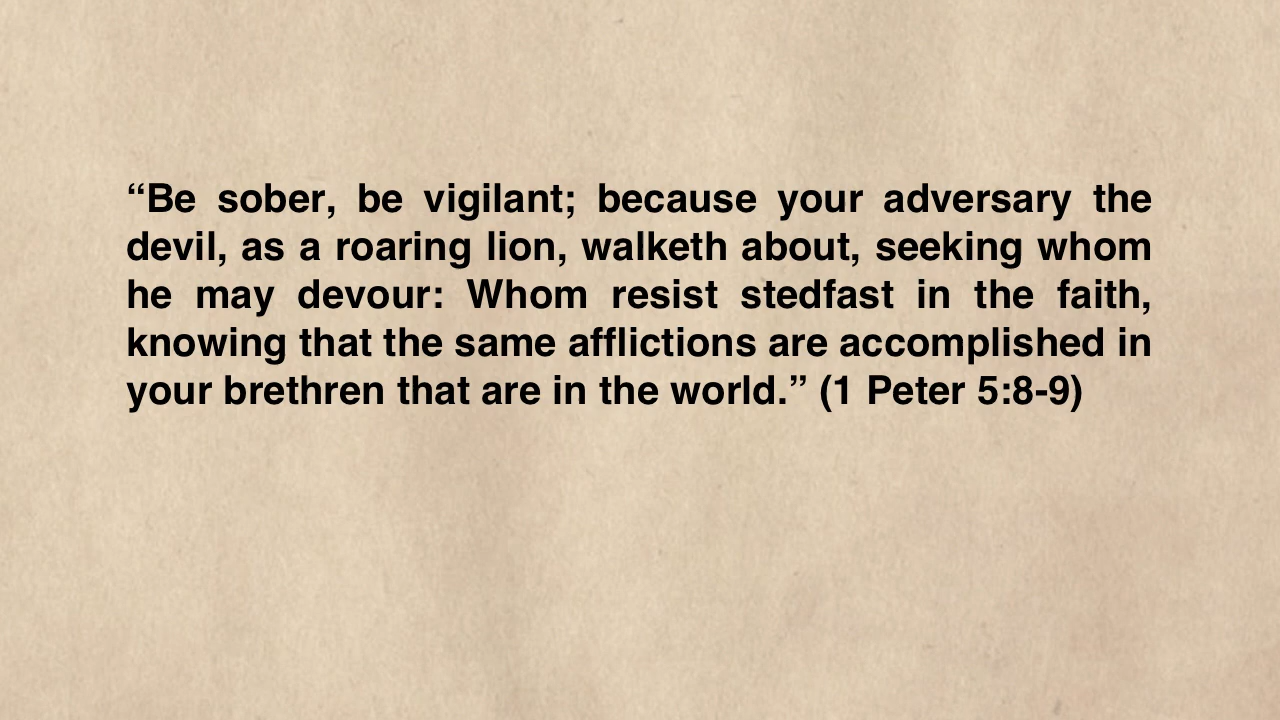 “Be sober, be vigilant; because your adversary the
devil, as a roaring lion, walketh about, seeking whom
he may devour: Whom resist stedfast in the faith,
knowing that the same afflictions are accomplished in
your brethren that are in the world.” (1 Peter 5:8-9)